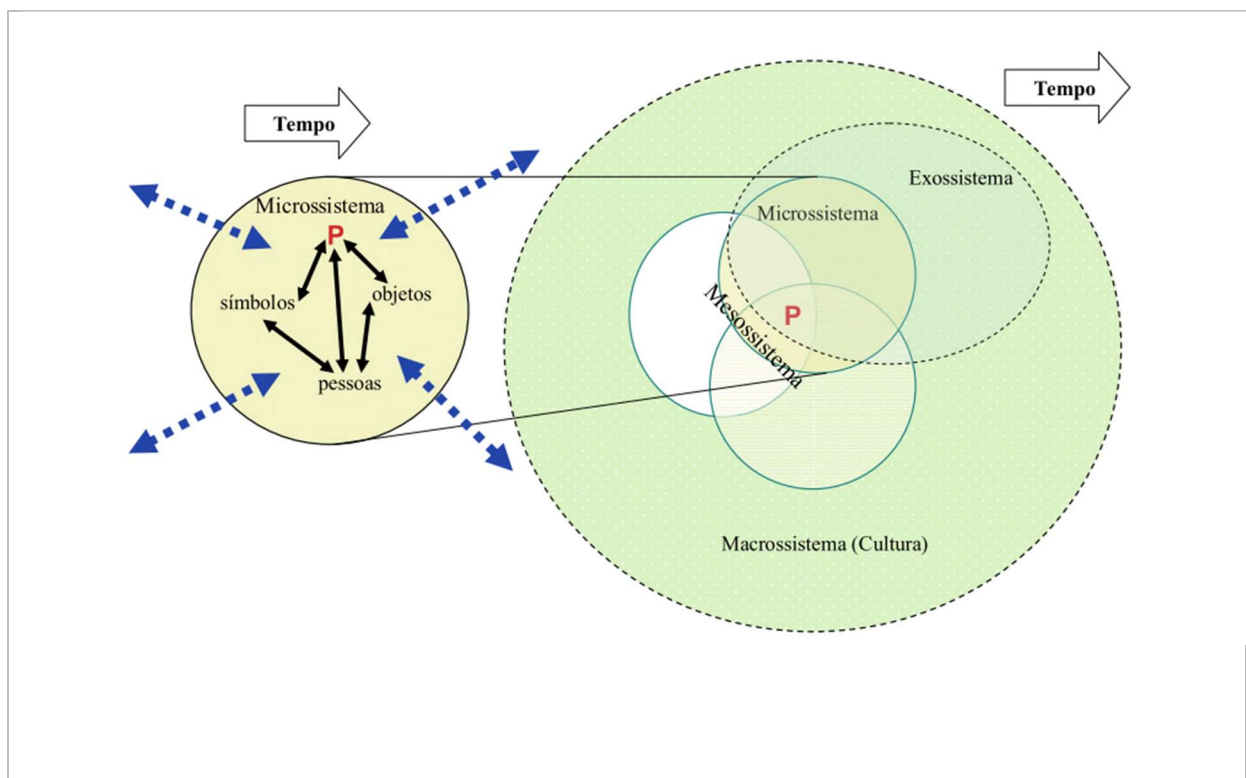 Tempo
Microssistema
P
símbolos
objetos
pessoas
Tempo
Exossistema
Microssistema
P
Mesossistema
Macrossistema (Cultura)